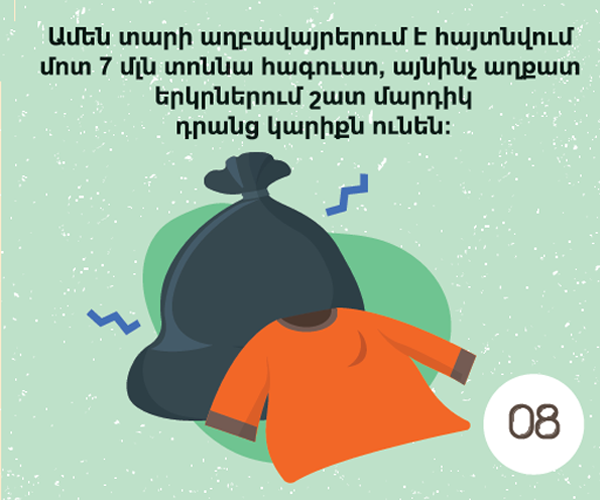 Ամեն տարի աղբավայրերում է հայտնվում
մոտ 7 մլն տոննա հագուստ, այնինչ աղքատ
երկրներում շատ մարդիկ
դրանց կարիքն ունեն:
08